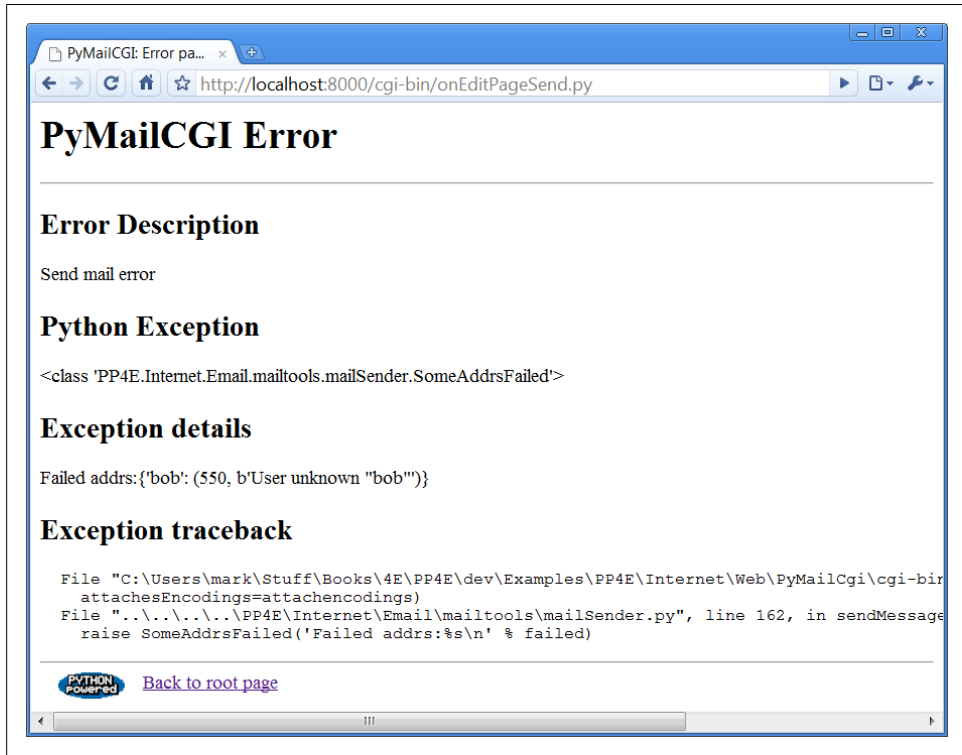 PyMailCGI: Error pa...
http://localhost:8000/cgi-bin/onEditPageSend.py
PyMailCGI Error
Error Description
Send mail error
Python Exception
<class 'PP4E.Internet.Email.mailtools.mailSender.SomeAddrsFailed'>
Exception details
Failed addrs:{'bob': (550, b'User unknown "bob"')}
Exception traceback
File "C:\Users\mark\Stuff\Books\4E\PP4E\dev\Examples\PP4E\Internet\Web\PyMailCgi\cgi-bin
attachesEncodings=attachencodings)
File "..\..\..\..\PP4E\Internet\Email\mailtools\mailSender.py", line 162, in sendMessage
raise SomeAddrsFailed('Failed addrs:%s\n' % failed)
PYTHON
Powered
Back to root page